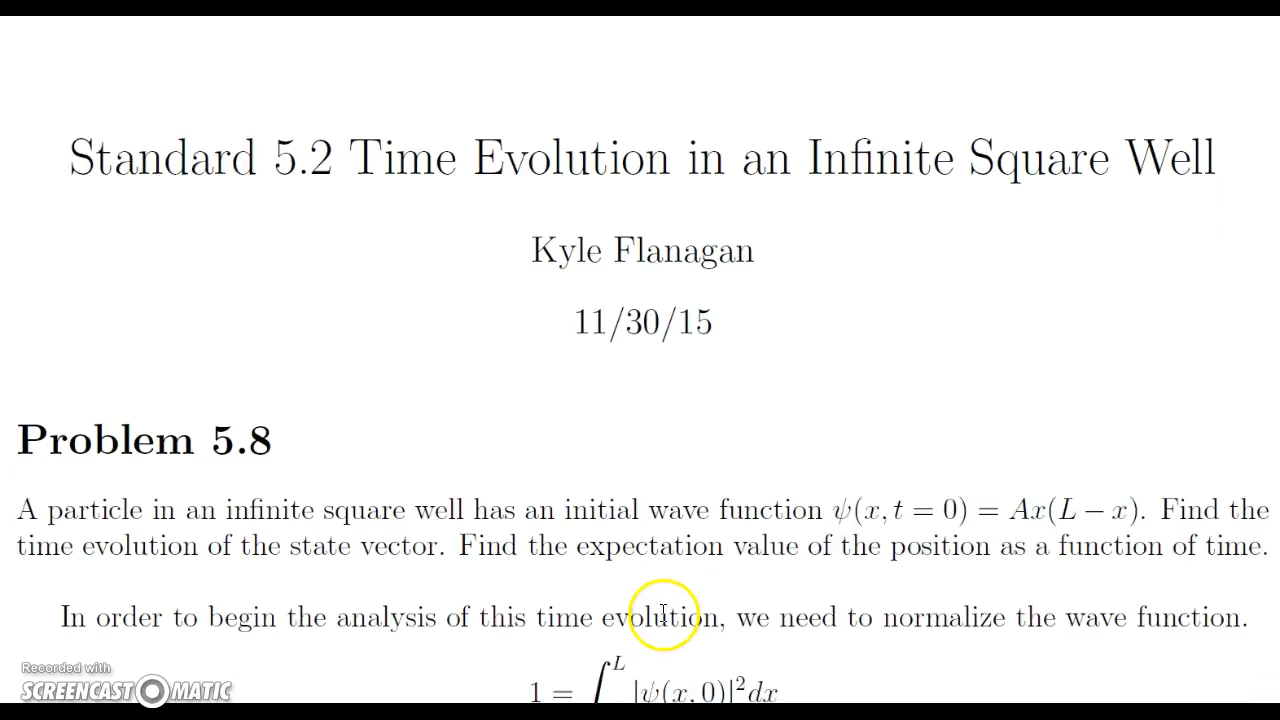 Standard 5.2 Time Evolution in an Infinite Square Well
Kyle Flanagan
11/30/15
Problem 5.8
A particle in an infinite square well has an initial wave function ψ(x, t = 0) = Ax(L − x). Find the
time evolution of the state vector. Find the expectation value of the position as a function of time.
In order to begin the analysis of this time evolution, we need to normalize the wave function.
1 = ∫^L |ψ(x, 0)|²dx
Recorded with
SCREENCAST-O-MATIC